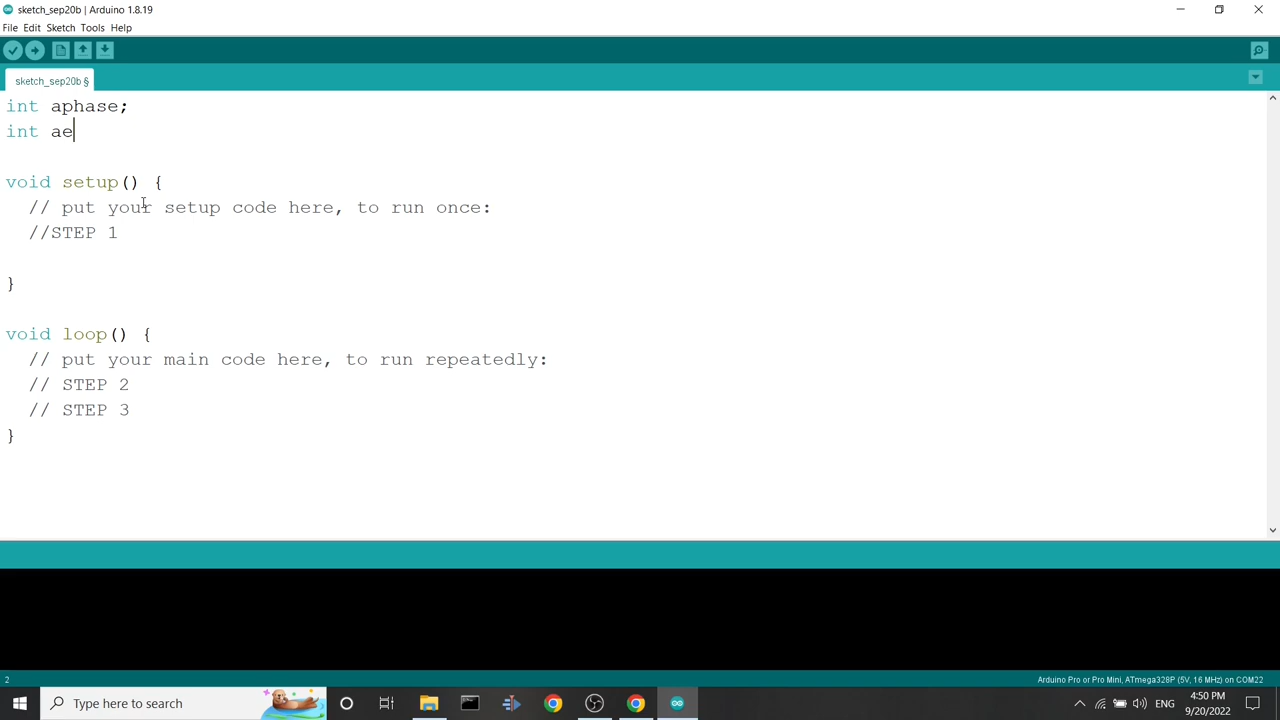 sketch_sep20b | Arduino 1.8.19
File Edit Sketch Tools Help
sketch_sep20b §
int aphase;
int ae
void setup() {
// put your setup code here, to run once:
//STEP 1
}
void loop() {
// put your main code here, to run repeatedly:
// STEP 2
// STEP 3
}
2
Arduino Pro or Pro Mini, ATmega328P (5V, 16 MHz) on COM22
Type here to search
ENG
4:50 PM
9/20/2022